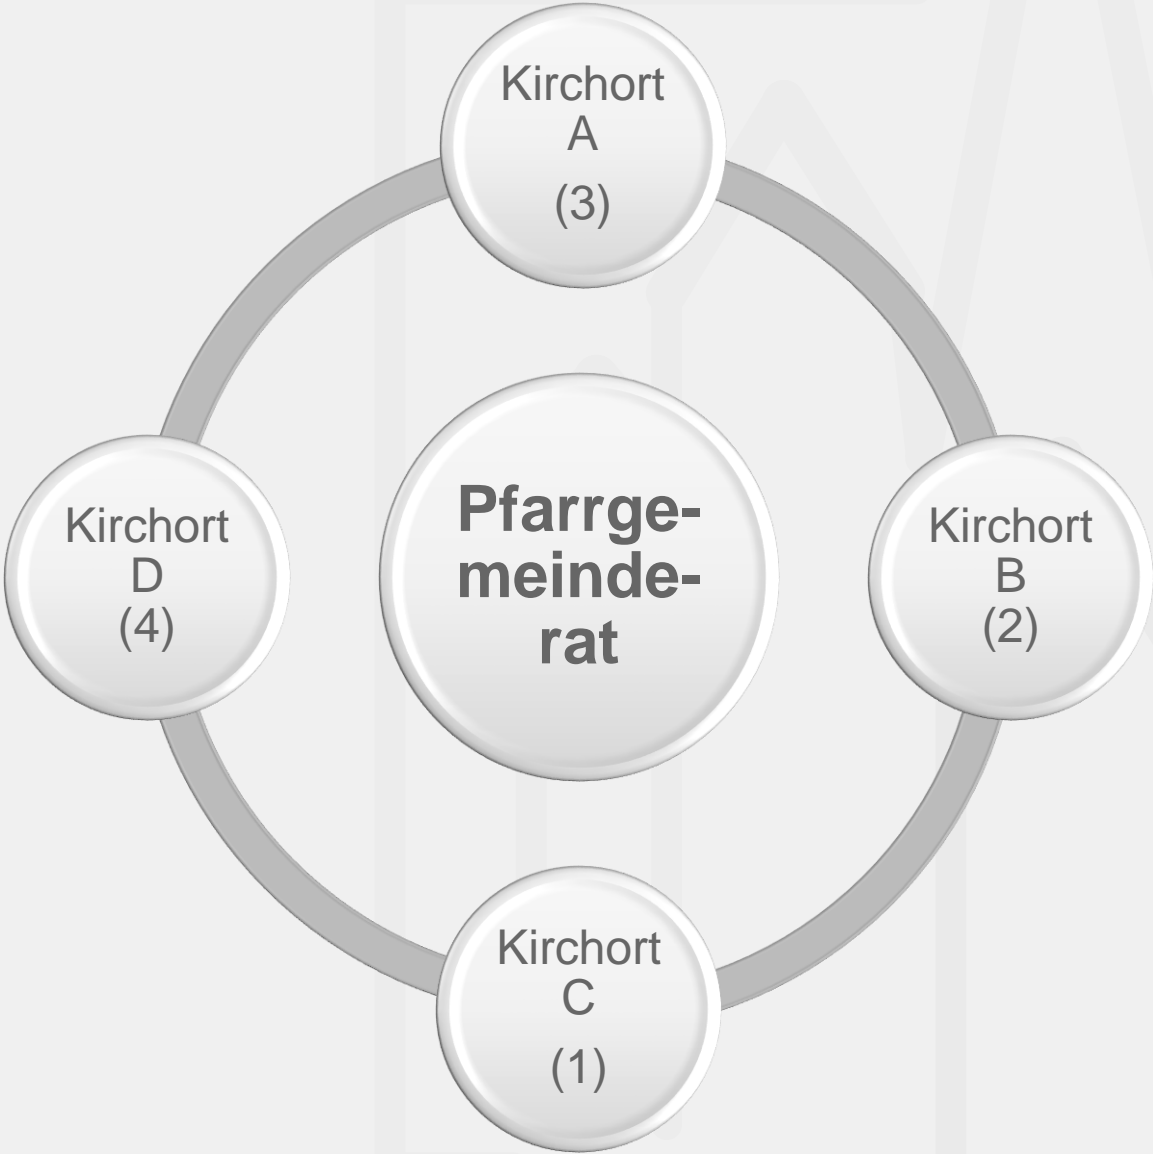 Kirchort
A
(3)
Kirchort
D
(4)
Pfarrge-
meinde-
rat
Kirchort
B
(2)
Kirchort
C
(1)